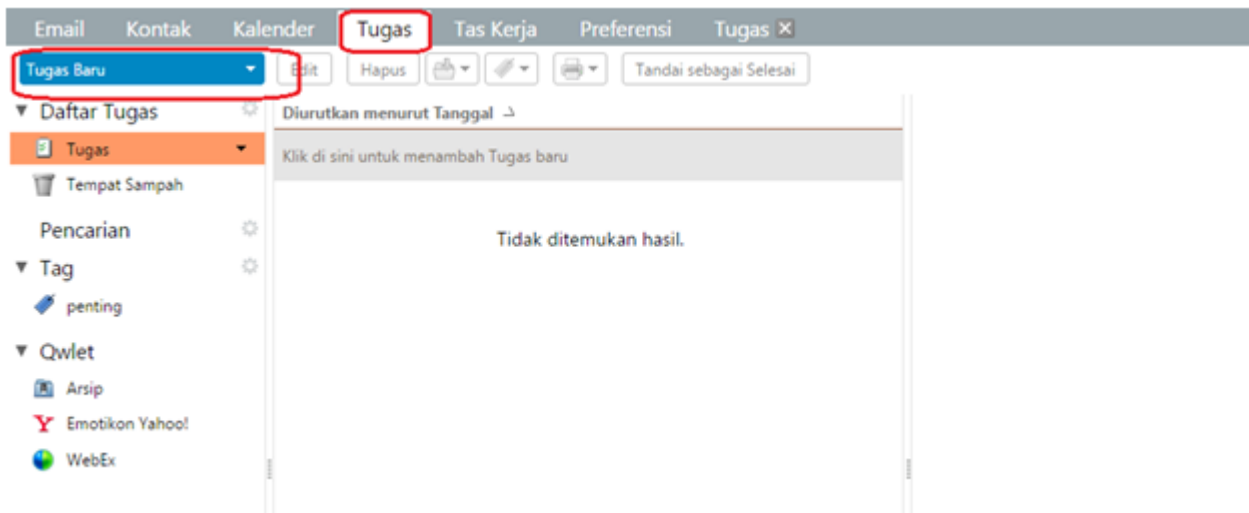 Email Kontak Kalender Tugas Tas Kerja Preferensi Tugas
Tugas Baru Edit Hapus Tandai sebagai Selesai
Daftar Tugas
Tugas
Tempat Sampah
Pencarian
Tag
penting
Qwlet
Arsip
Emotikon Yahoo!
WebEx
Diurutkan menurut Tanggal
Klik di sini untuk menambah Tugas baru
Tidak ditemukan hasil.